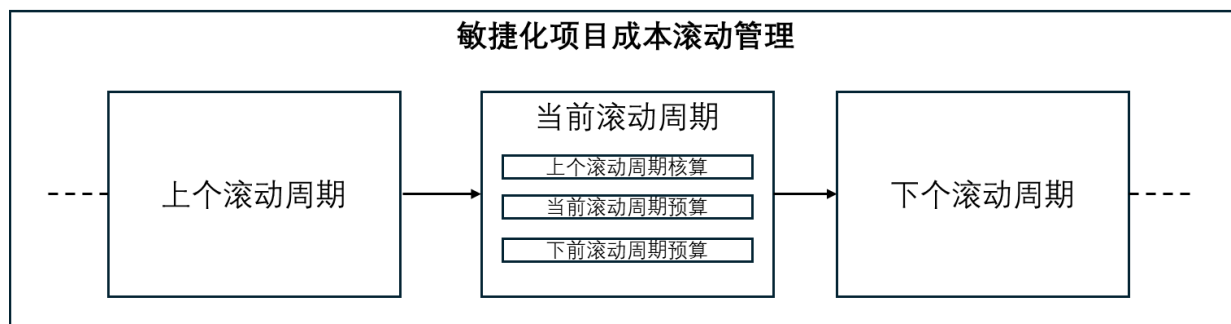 敏捷化项目成本滚动管理
上个滚动周期
当前滚动周期
上个滚动周期核算
当前滚动周期预算
下前滚动周期预算
下个滚动周期